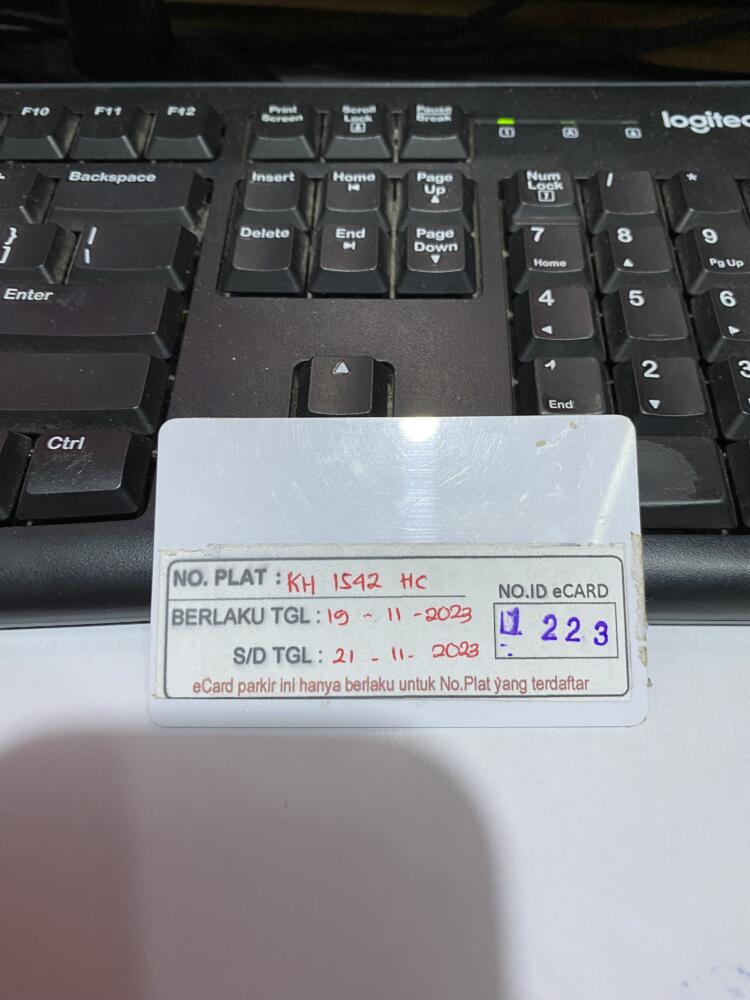 F10 F11 F12 Print Screen Scroll Lock Pause Break
Backspace Insert Home Page Up Num Lock / *
} ] | \ Delete End Page Down 7 Home 8 9 Pg Up
Enter 4 5 6
1 End 2 3
Ctrl
NO. PLAT : KH 1542 HC
BERLAKU TGL : 19 - 11 - 2023
S/D TGL : 21 - 11 - 2023
NO.ID eCARD
1 223
eCard parkir ini hanya berlaku untuk No.Plat yang terdaftar